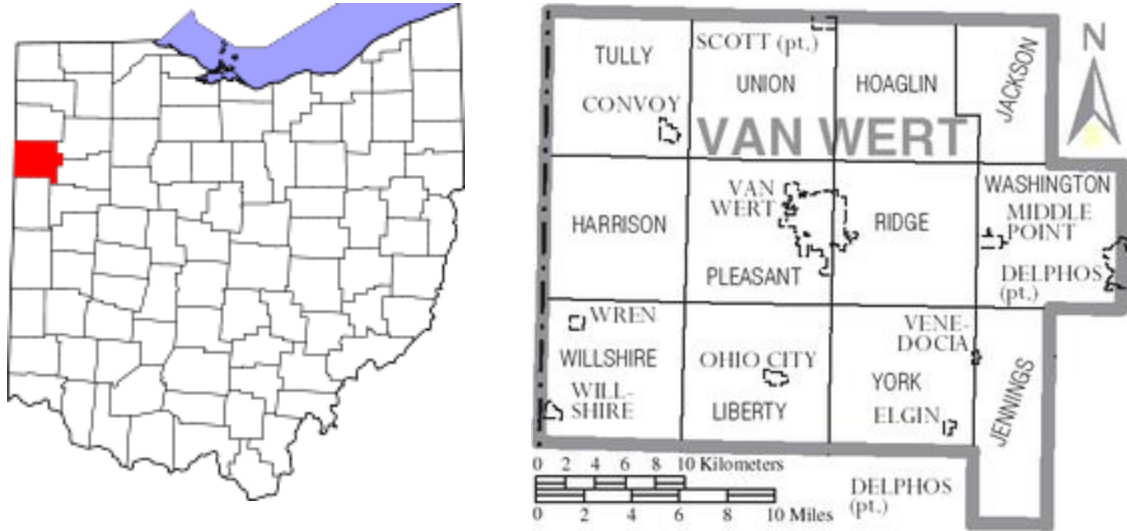 N
SCOTT (pt.)
TULLY
UNION
HOAGLIN
JACKSON
CONVOY
VAN WERT
VAN
WERT
WASHINGTON
MIDDLE
POINT
HARRISON
RIDGE
PLEASANT
DELPHOS
(pt.)
WREN
VENE-
DOCIA
WILLSHIRE
OHIO CITY
YORK
WILL-
SHIRE
LIBERTY
ELGIN
JENNINGS
0 2 4 6 8 10 Kilometers
0 2 4 6 8 10 Miles
DELPHOS
(pt.)